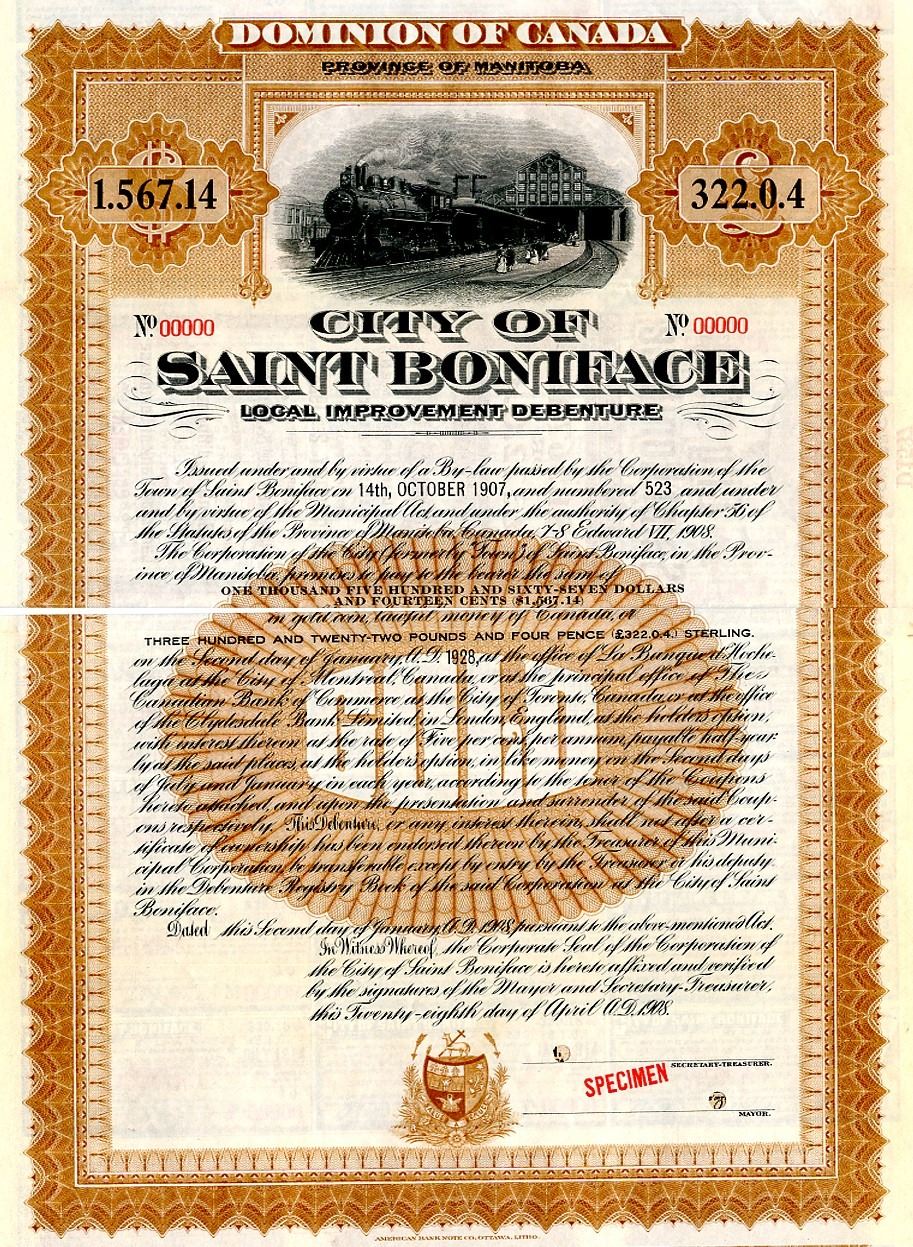 DOMINION OF CANADA
PROVINCE OF MANITOBA
1.567.14
322.0.4
№ 00000
№ 00000
CITY OF
SAINT BONIFACE
LOCAL IMPROVEMENT DEBENTURE
Issued under and by virtue of a By-law passed by the Corporation of the
Town of Saint Boniface on 14th, OCTOBER 1907, and numbered 523 and under
and by virtue of the Municipal Act, and under the authority of Chapter 56 of
the Statutes of the Province of Manitoba, Canada, 7-8 Edward VII, 1908.
The Corporation of the City (formerly Town) of Saint Boniface, in the Prov-
ince of Manitoba, promises to pay to the bearer the sum of
ONE THOUSAND FIVE HUNDRED AND SIXTY-SEVEN DOLLARS
AND FOURTEEN CENTS ($1,567.14)
in gold coin, lawful money of Canada, or
THREE HUNDRED AND TWENTY-TWO POUNDS AND FOUR PENCE (£322.0.4.) STERLING.
on the Second day of January, A.D. 1928, at the office of La Banque d'Hoche-
laga at the City of Montreal, Canada, or at the principal office of The
Canadian Bank of Commerce at the City of Toronto, Canada, or at the office
of the Clydesdale Bank Limited, in London, England, at the holders option,
with interest thereon at the rate of Five per cent, per annum, payable half-year-
ly at the said places, at the holders option, in like money on the Second days
of July and January in each year, according to the tenor of the Coupons
hereto attached, and upon the presentation and surrender of the said Coup-
ons respectively. This Debenture, or any interest therein, shall not after a cer-
tificate of ownership has been endorsed thereon by the Treasurer of this Muni-
cipal Corporation, be transferable except by entry by the Treasurer or his deputy
in the Debenture Registry Book of the said Corporation at the City of Saint
Boniface.
GOLD
Dated this Second day of January, A.D. 1908, pursuant to the above-mentioned Act.
In Witness Whereof, the Corporate Seal of the Corporation of
the City of Saint Boniface is hereto affixed and verified
by the signatures of the Mayor and Secretary-Treasurer,
this Twenty-eighth day of April A.D. 1908.
SECRETARY-TREASURER.
SPECIMEN
MAYOR.
AMERICAN BANK NOTE CO. OTTAWA, LITHO.